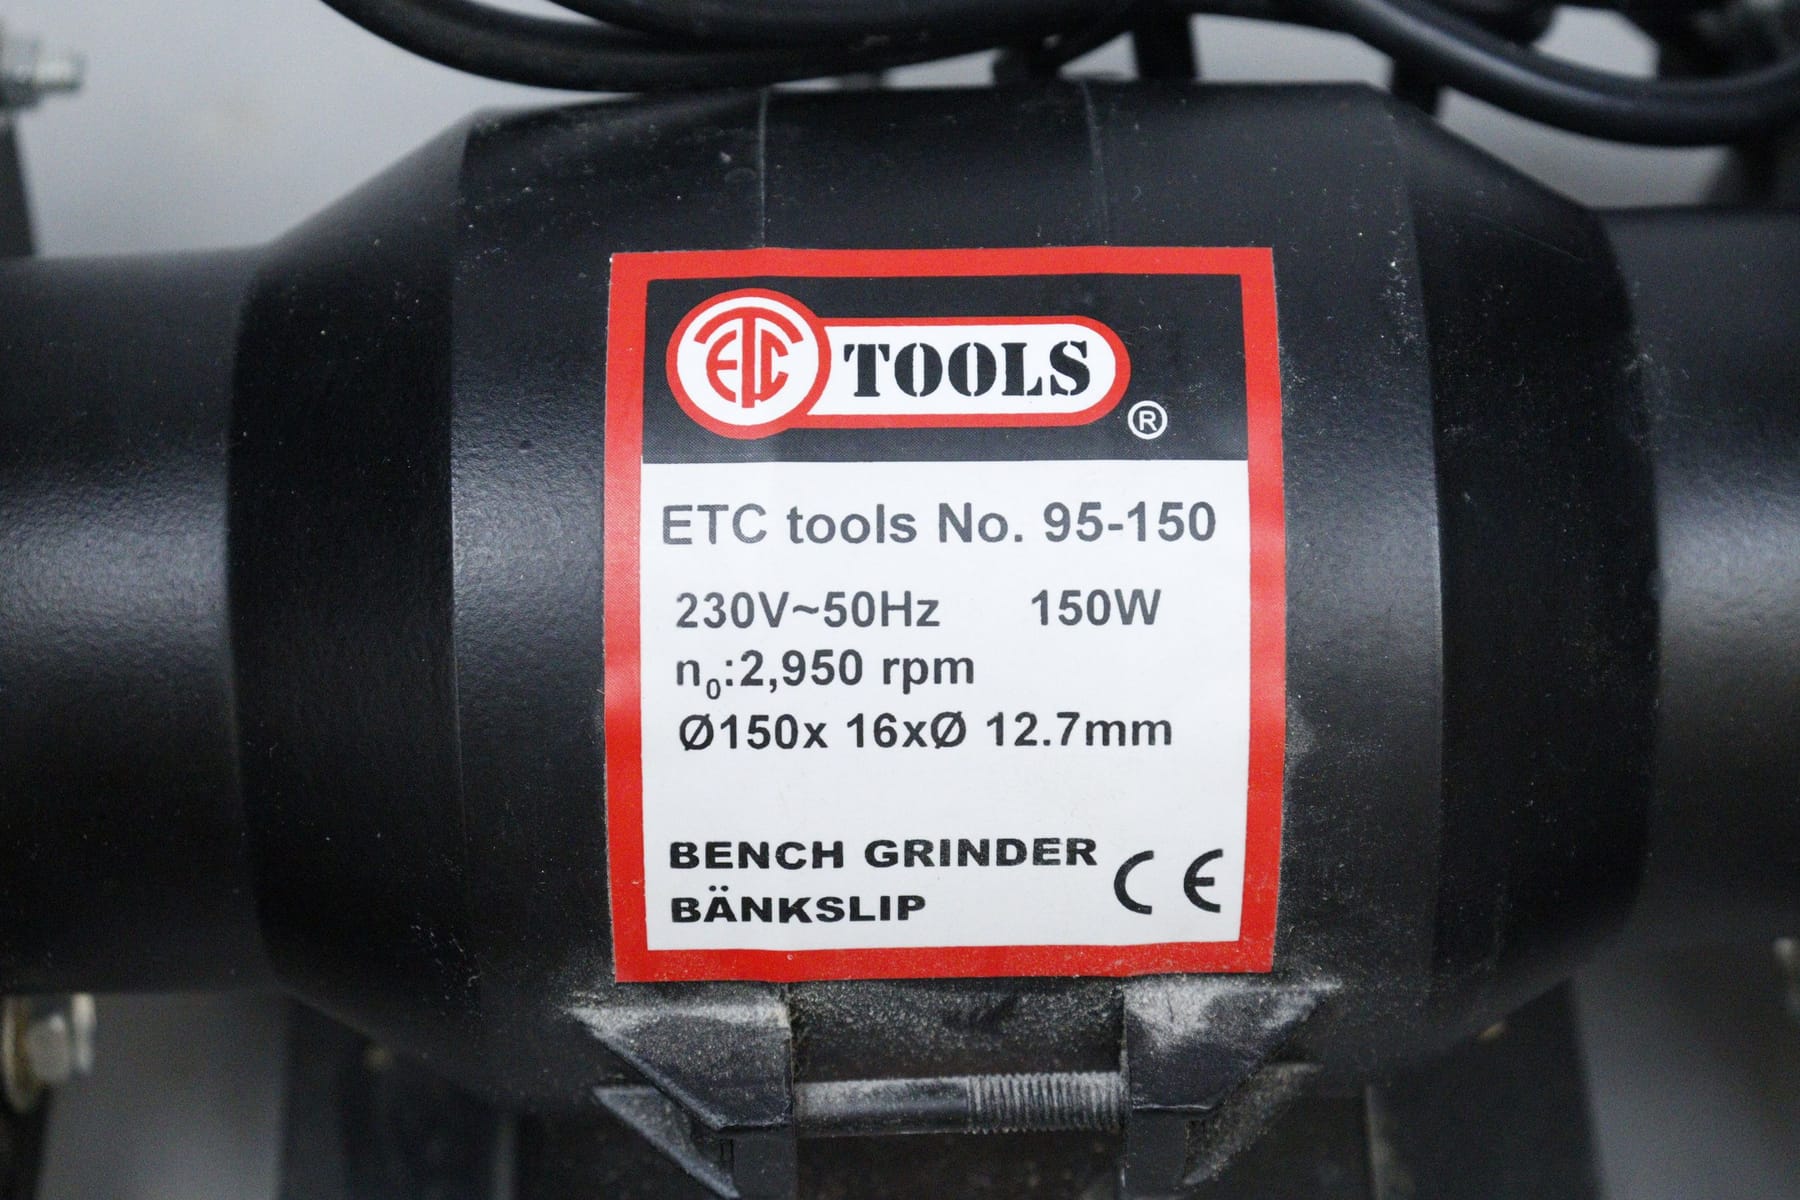 ETC TOOLS ®
ETC tools No. 95-150
230V~50Hz 150W
n₀:2,950 rpm
Ø150x 16xØ 12.7mm
BENCH GRINDER
BÄNKSLIP
CE